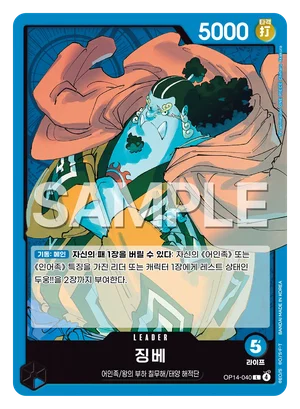 5000
打
SAMPLE
기동: 메인 자신의 패 1장을 버릴 수 있다: 자신의 《어인족》 또는
《인어족》 특징을 가진 리더 또는 캐릭터 1장에게 레스트 상태인
두웅!!을 2장까지 부여한다.
LEADER
징베
5
라이프
어인족/왕의 부하 칠무해/태양 해적단
OP14-040 L